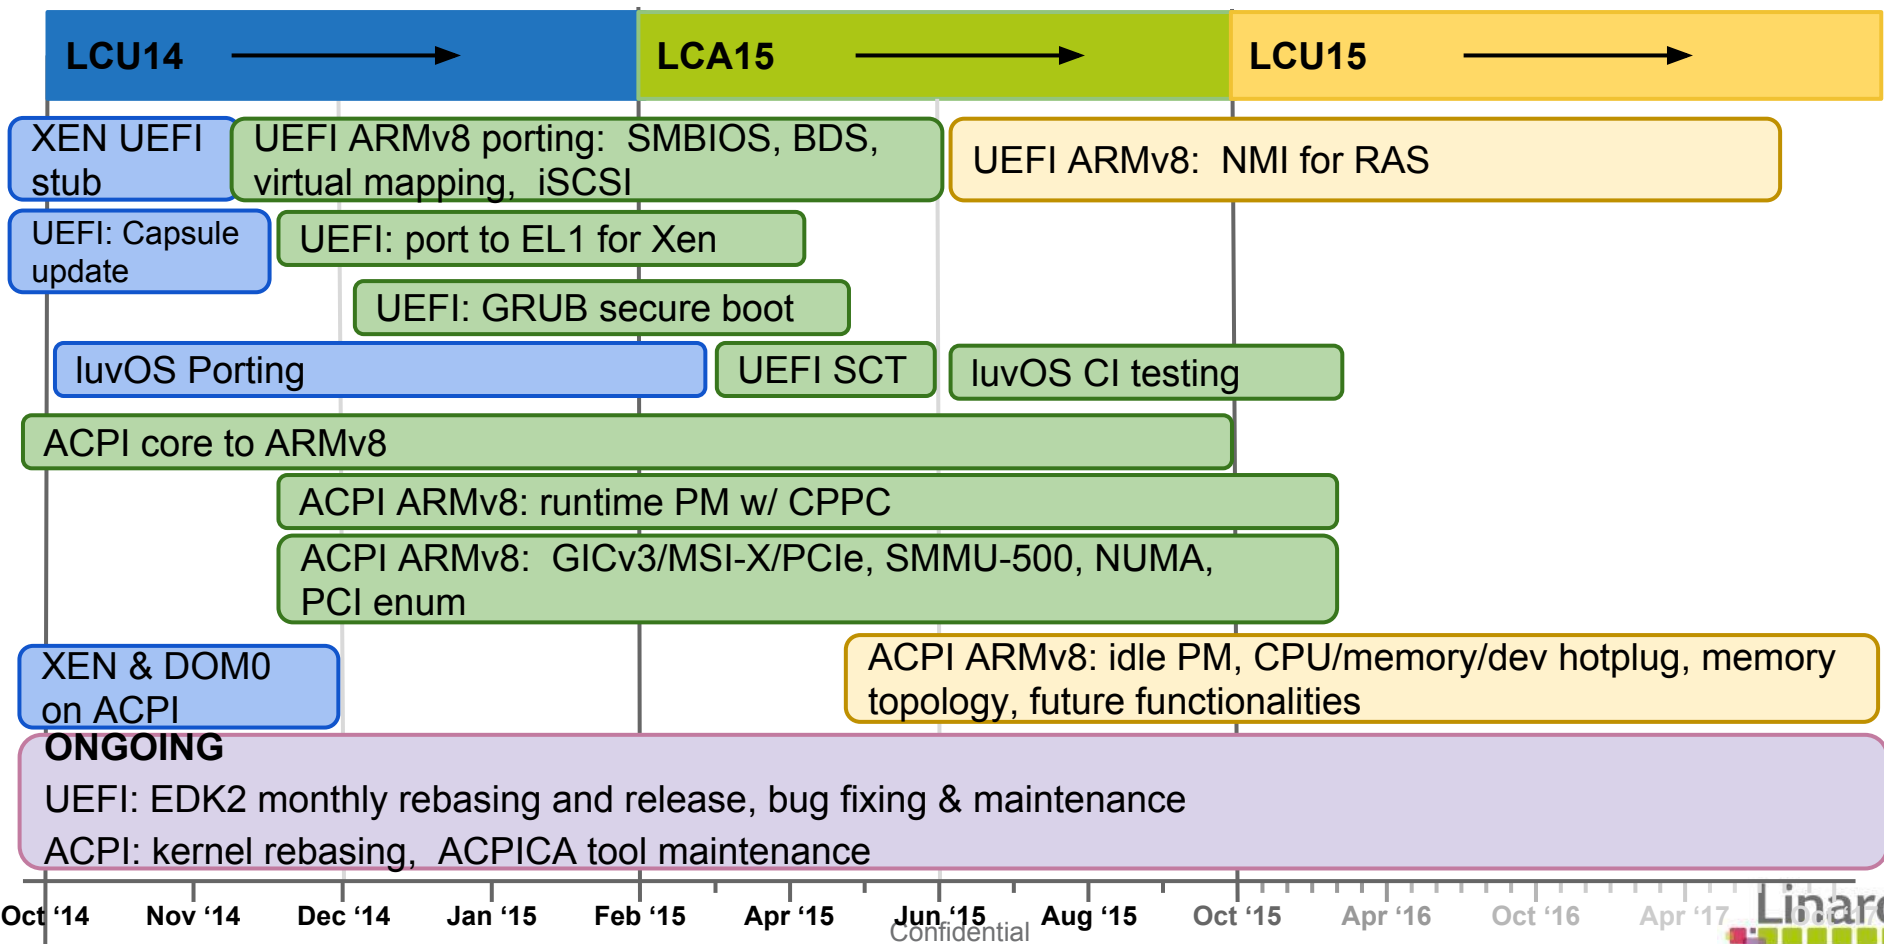 LCU14
LCA15
LCU15
XEN UEFI
stub
UEFI ARMv8 porting: SMBIOS, BDS,
virtual mapping, iSCSI
UEFI ARMv8: NMI for RAS
UEFI: Capsule
update
UEFI: port to EL1 for Xen
UEFI: GRUB secure boot
luvOS Porting
UEFI SCT
luvOS CI testing
ACPI core to ARMv8
ACPI ARMv8: runtime PM w/ CPPC
ACPI ARMv8: GICv3/MSI-X/PCIe, SMMU-500, NUMA,
PCI enum
XEN & DOM0
on ACPI
ACPI ARMv8: idle PM, CPU/memory/dev hotplug, memory
topology, future functionalities
ONGOING
UEFI: EDK2 monthly rebasing and release, bug fixing & maintenance
ACPI: kernel rebasing, ACPICA tool maintenance
Oct ‘14 Nov ‘14 Dec ‘14 Jan ‘15 Feb ‘15 Apr ‘15 Jun ‘15 Aug ‘15 Oct ‘15 Apr ‘16 Oct ‘16 Apr ‘17
Confidential